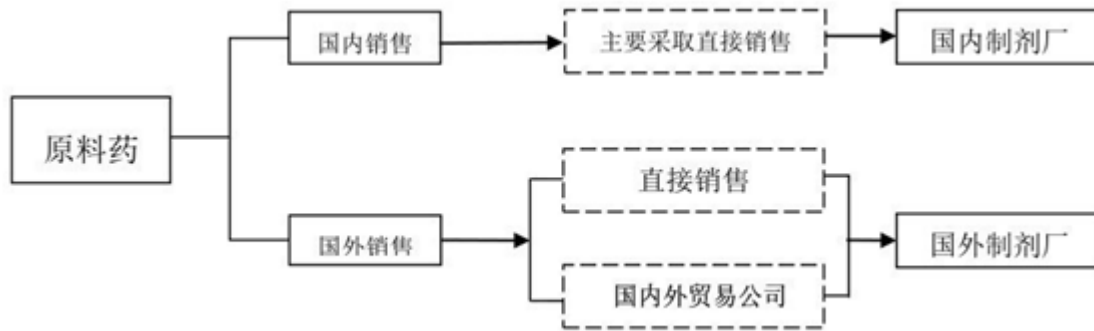 国内销售
主要采取直接销售
国内制剂厂
原料药
直接销售
国外销售
国外制剂厂
国内外贸易公司